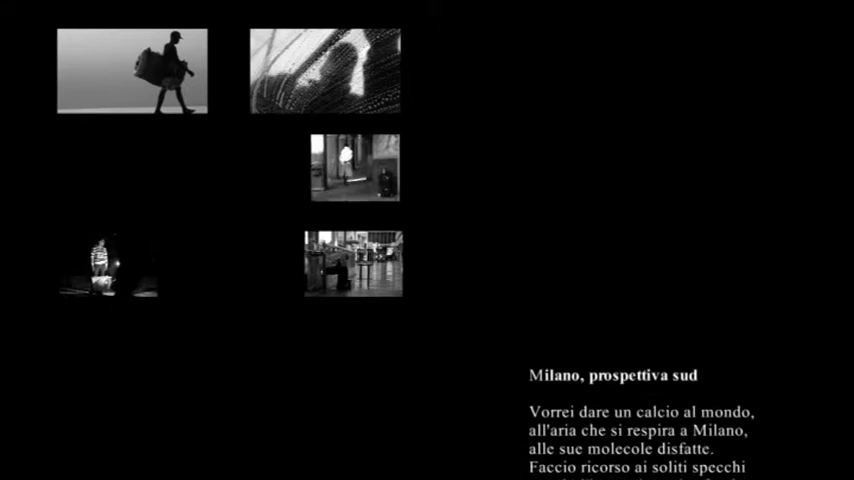 Milano, prospettiva sud
Vorrei dare un calcio al mondo,
all'aria che si respira a Milano,
alle sue molecole disfatte.
Faccio ricorso ai soliti specchi